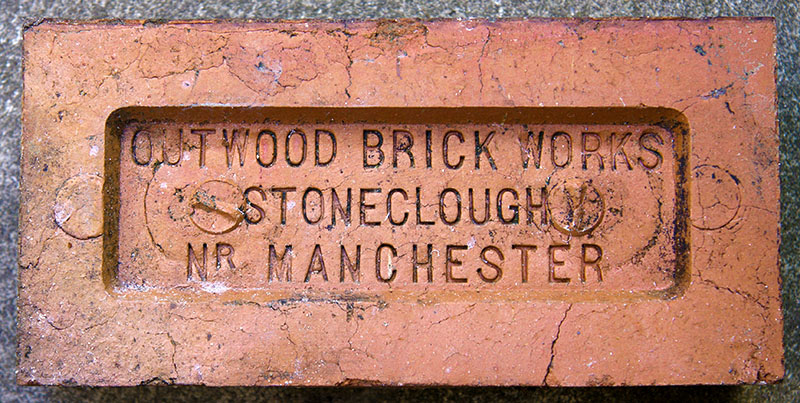 OUTWOOD BRICK WORKS
STONECLOUGH
NR MANCHESTER